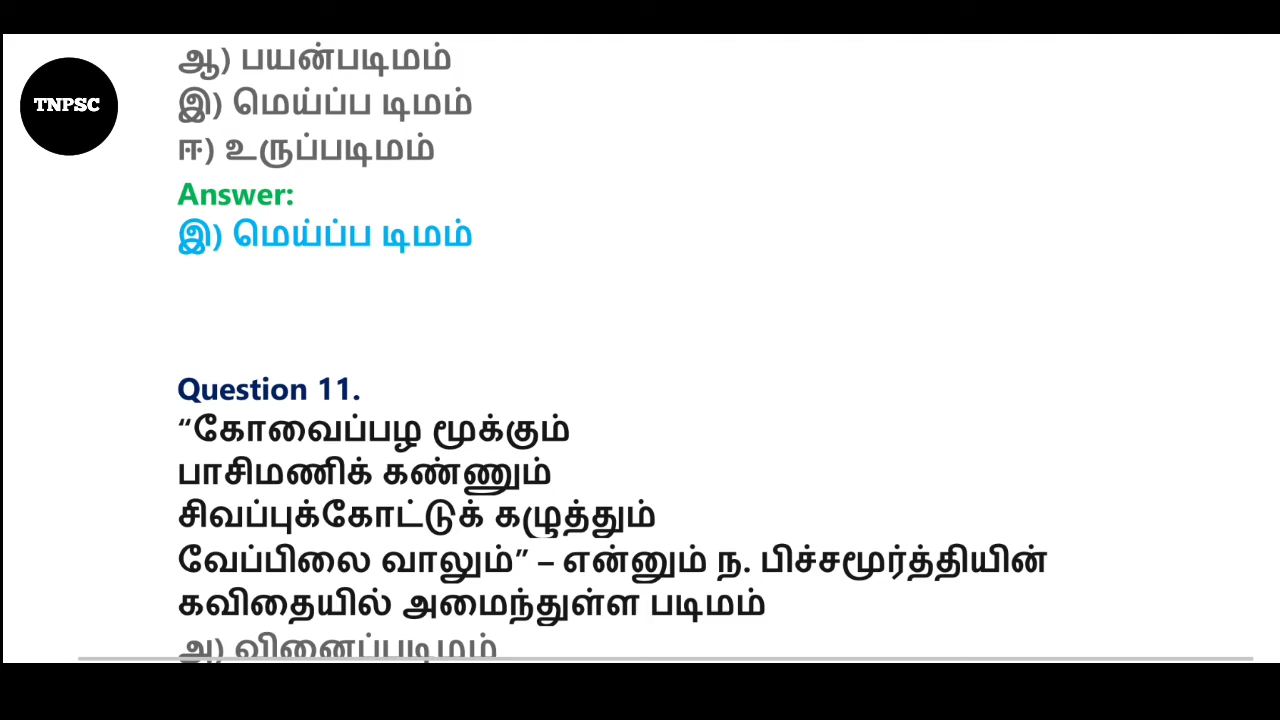 ஆ) பயன்படிமம்
TNPSC
இ) மெய்ப்ப டிமம்
ஈ) உருப்படிமம்
Answer:
இ) மெய்ப்ப டிமம்
Question 11.
“கோவைப்பழ மூக்கும்
பாசிமணிக் கண்ணும்
சிவப்புக்கோட்டுக் கழுத்தும்
வேப்பிலை வாலும்” – என்னும் ந. பிச்சமூர்த்தியின்
கவிதையில் அமைந்துள்ள படிமம்
அ) வினைப்படிமம்